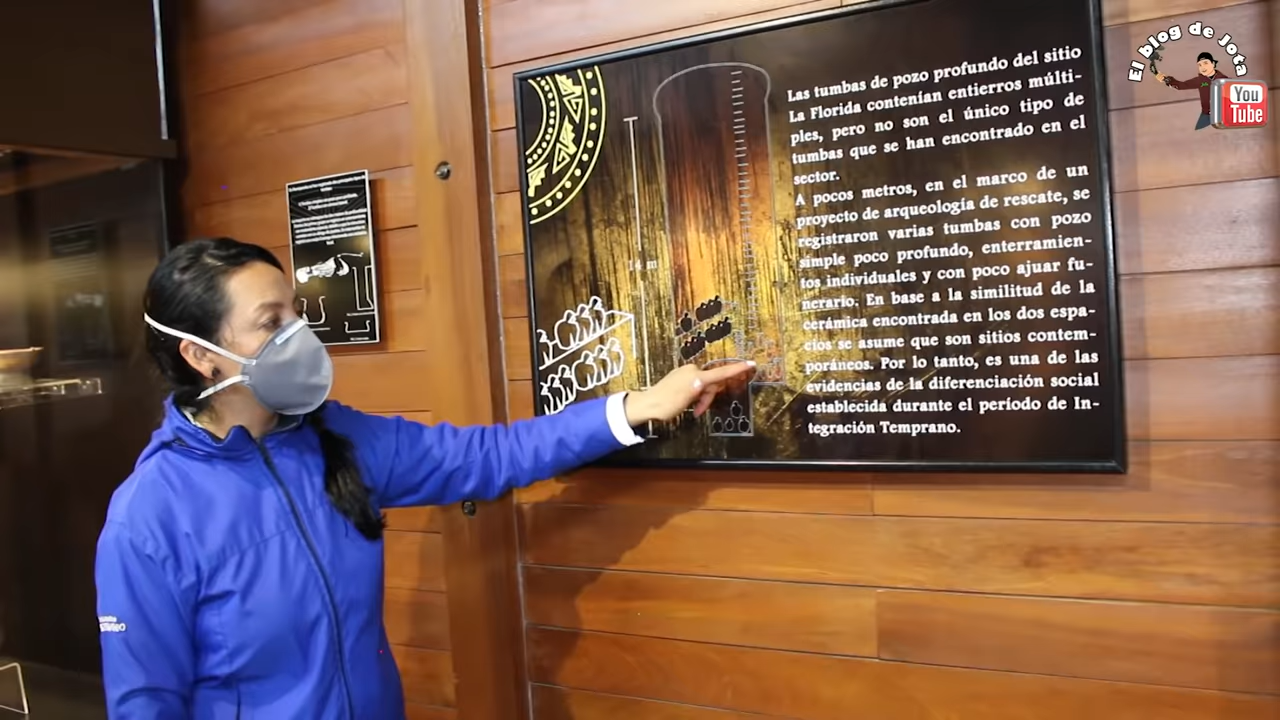 El blog de Jota
You
Tube
Las tumbas de pozo profundo del sitio
La Florida contenían entierros múlti-
ples, pero no son el único tipo de
tumbas que se han encontrado en el
sector.
A pocos metros, en el marco de un
proyecto de arqueología de rescate, se
registraron varias tumbas con pozo
simple poco profundo, enterramien-
tos individuales y con poco ajuar fu-
nerario. En base a la similitud de la
cerámica encontrada en los dos espa-
cios se asume que son sitios contem-
poráneos. Por lo tanto, es una de las
evidencias de la diferenciación social
establecida durante el período de In-
tegración Temprano.
14 m